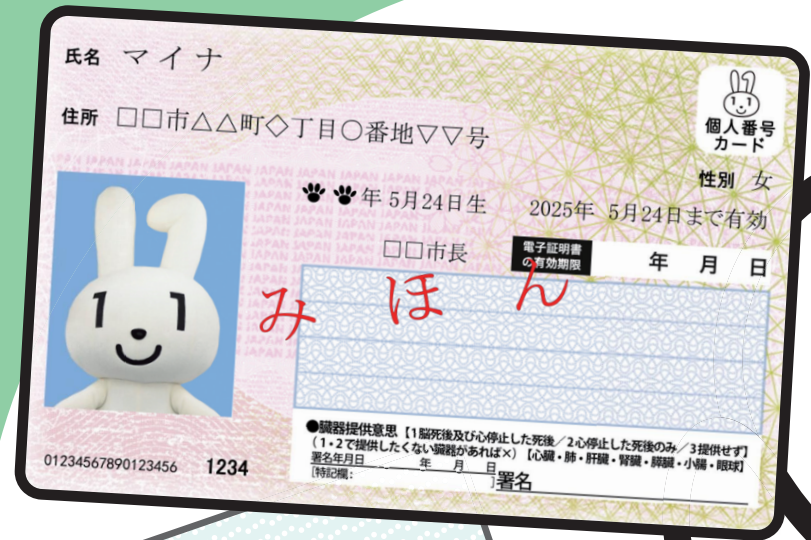 氏名 マイナ
個人番号
カード
住所 □□市△△町◇丁目○番地▽▽号
性別 女
年 5月24日生 2025年 5月24日まで有効
□□市長 電子証明書
の有効期限 年 月 日
み ほ ん
JAPAN JAPAN JAPAN JAPAN JAPAN JAPAN
●臓器提供意思【1脳死後及び心停止した死後/2心停止した死後のみ/3提供せず】
(1・2で提供したくない臓器があれば×)【心臓・肺・肝臓・腎臓・膵臓・小腸・眼球】
署名年月日 年 月 日
[特記欄: ]署名
01234567890123456 1234